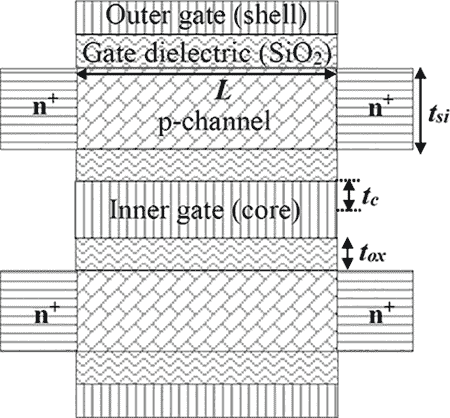 Outer gate (shell)
Gate dielectric (SiO₂)
L
n⁺
p-channel
n⁺
tsi
tc
Inner gate (core)
tox
n⁺
n⁺